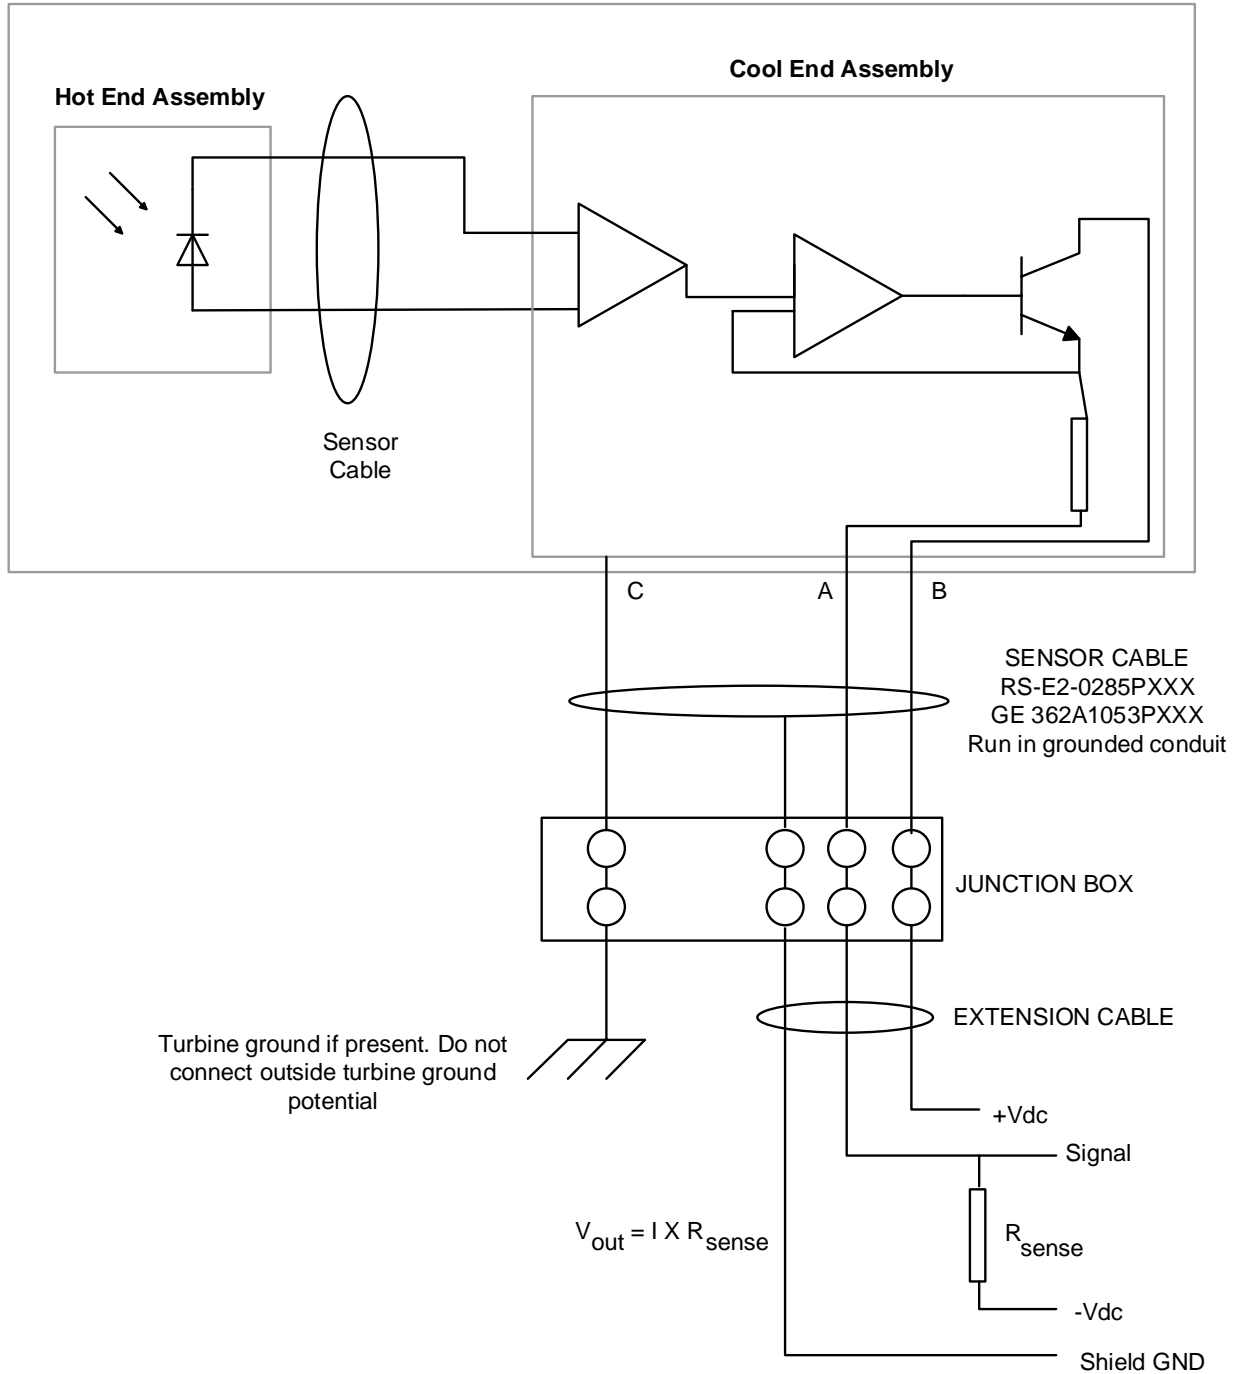 Cool End Assembly
Hot End Assembly
Sensor
Cable
C
A
B
SENSOR CABLE
RS-E2-0285PXXX
GE 362A1053PXXX
Run in grounded conduit
JUNCTION BOX
EXTENSION CABLE
Turbine ground if present. Do not
connect outside turbine ground
potential
+Vdc
Signal
Vout = I X Rsense
Rsense
-Vdc
Shield GND